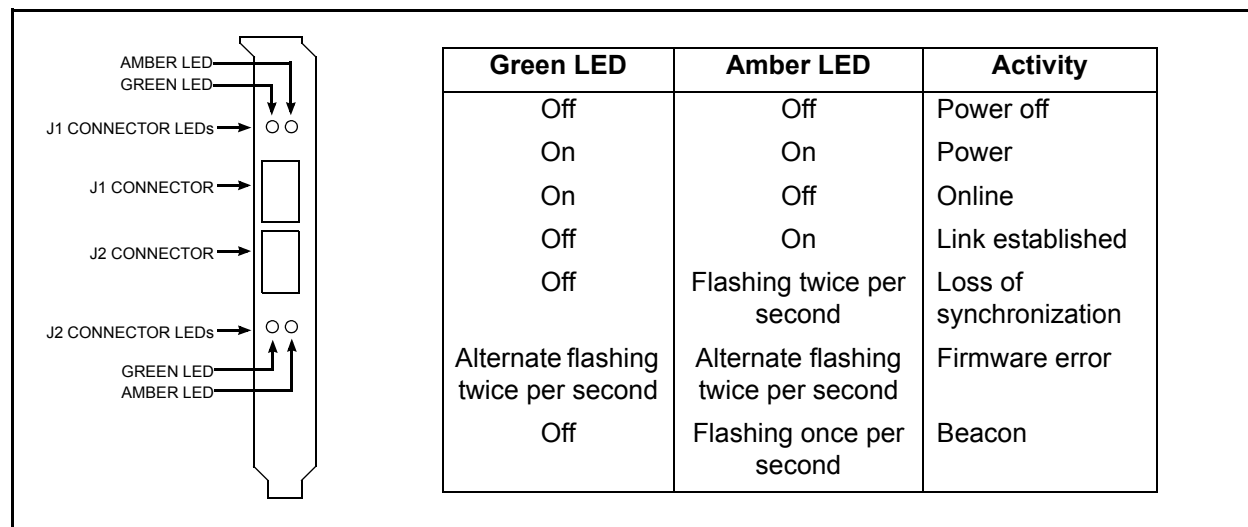 AMBER LED
GREEN LED
J1 CONNECTOR LEDs
J1 CONNECTOR
J2 CONNECTOR
J2 CONNECTOR LEDs
GREEN LED
AMBER LED
Green LED Amber LED Activity
Off Off Power off
On On Power
On Off Online
Off On Link established
Off Flashing twice per Loss of
second synchronization
Alternate flashing Alternate flashing Firmware error
twice per second twice per second
Off Flashing once per Beacon
second